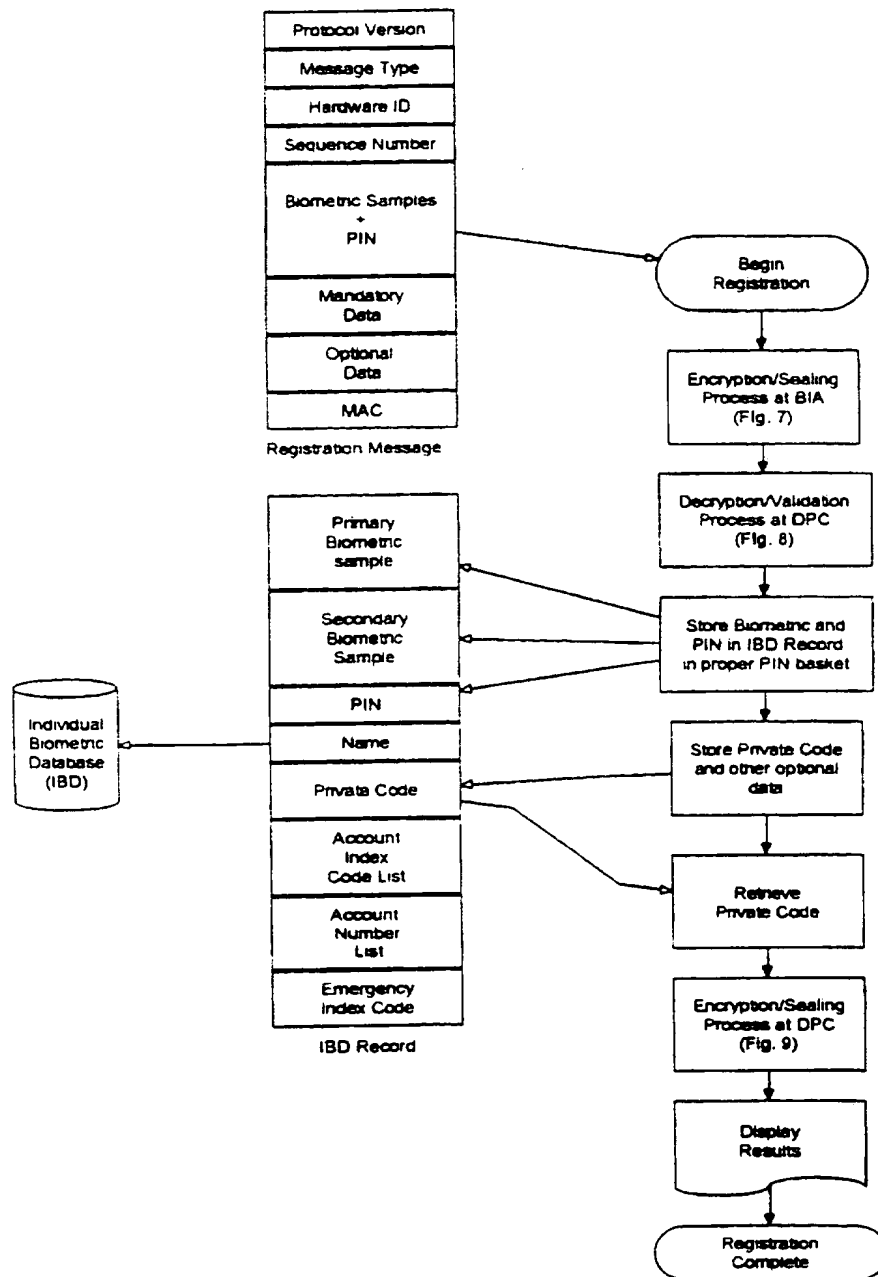 Protocol Version
Message Type
Hardware ID
Sequence Number
Biometric Samples
+
PIN
Mandatory
Data
Optional
Data
MAC
Registration Message
Begin
Registration
Encryption/Sealing
Process at BIA
(Fig. 7)
Decryption/Validation
Process at DPC
(Fig. 8)
Store Biometric and
PIN in IBD Record
in proper PIN basket
Store Private Code
and other optional
data
Retrieve
Private Code
Encryption/Sealing
Process at DPC
(Fig. 9)
Display
Results
Registration
Complete
Primary
Biometric
sample
Secondary
Biometric
Sample
PIN
Name
Private Code
Account
Index
Code List
Account
Number
List
Emergency
Index Code
IBD Record
Individual
Biometric
Database
(IBD)